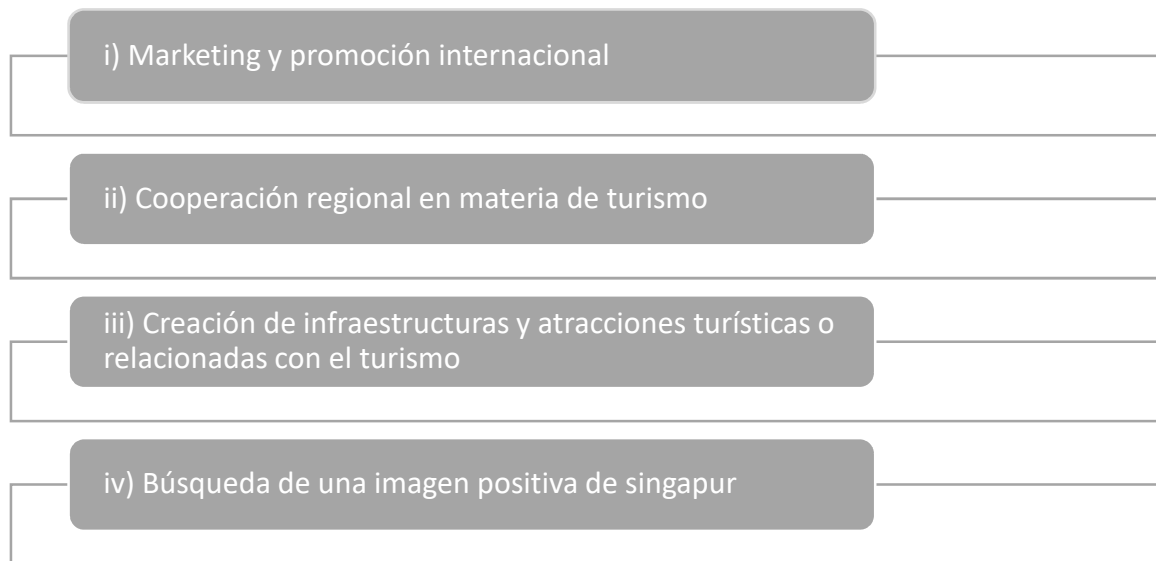 i) Marketing y promoción internacional
ii) Cooperación regional en materia de turismo
iii) Creación de infraestructuras y atracciones turísticas o
relacionadas con el turismo
iv) Búsqueda de una imagen positiva de singapur